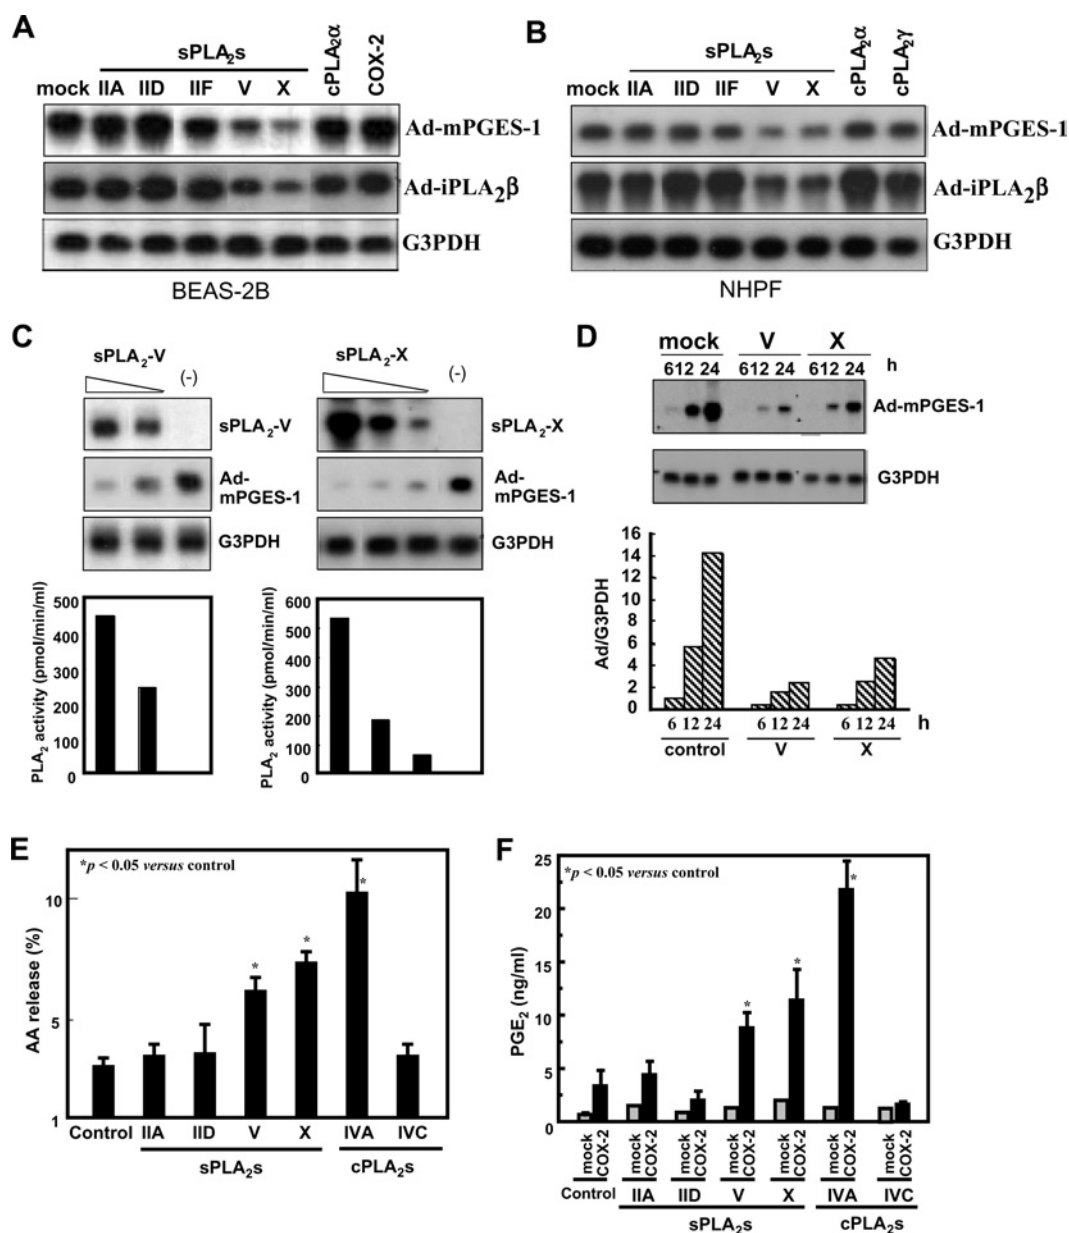 A
sPLA2s
cPLA2α
COX-2
mock IIA IID IIF V X
Ad-mPGES-1
Ad-iPLA2β
G3PDH
BEAS-2B
B
sPLA2s
cPLA2α
cPLA2γ
mock IIA IID IIF V X
Ad-mPGES-1
Ad-iPLA2β
G3PDH
NHPF
C
sPLA2-V
(-)
sPLA2-V
Ad-
mPGES-1
G3PDH
PLA2 activity (pmol/min/ml)
500
400
300
200
100
0
sPLA2-X
(-)
sPLA2-X
Ad-
mPGES-1
G3PDH
PLA2 activity (pmol/min/ml)
600
500
400
300
200
100
0
D
mock V X
612 24 612 24 612 24 h
Ad-mPGES-1
G3PDH
Ad/G3PDH
16
14
12
10
8
6
4
2
0
6 12 24 6 12 24 6 12 24 h
control V X
E
*p < 0.05 versus control
AA release (%)
10
5
1
Control IIA IID V X IVA IVC
sPLA2s cPLA2s
F
*p < 0.05 versus control
PGE2 (ng/ml)
25
22
15
10
5
0
* * *
* * *
mock COX-2 mock COX-2 mock COX-2 mock COX-2 mock COX-2 mock COX-2 mock COX-2
Control IIA IID V X IVA IVC
sPLA2s cPLA2s